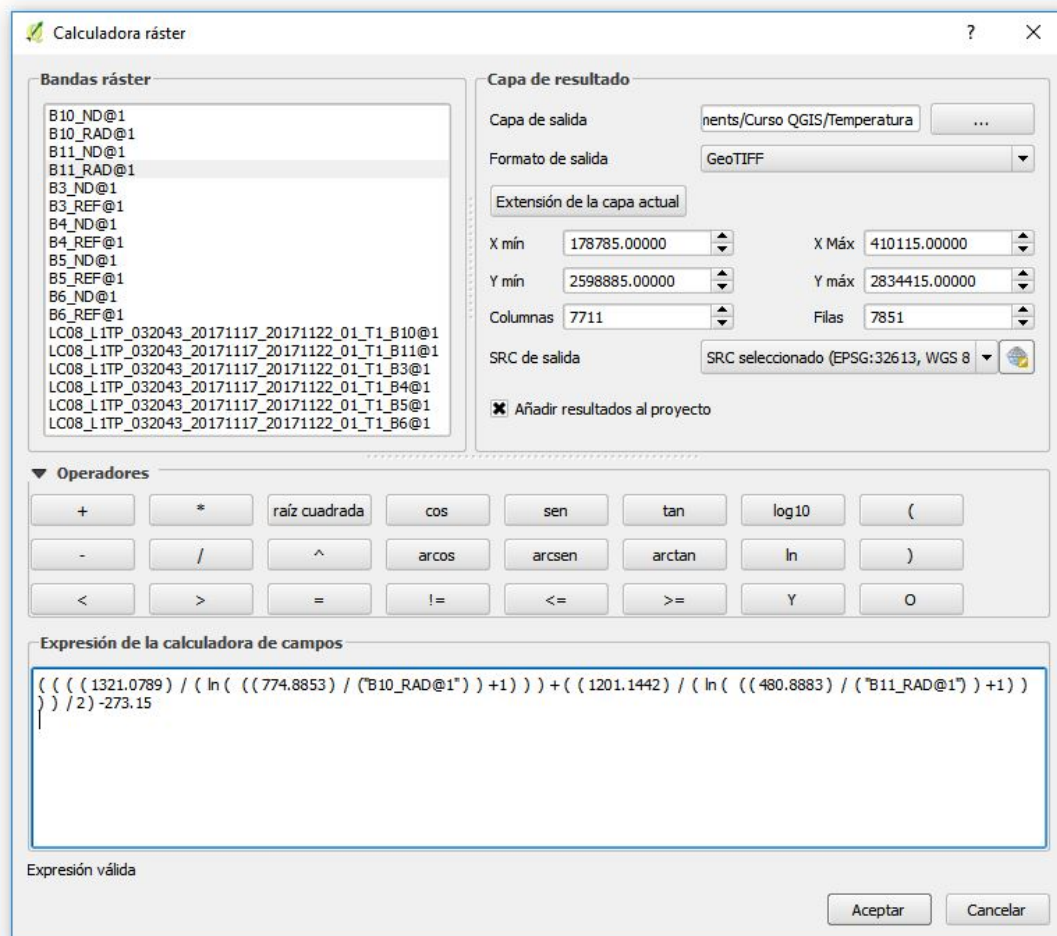 Calculadora ráster
?
Bandas ráster
B10_ND@1
B10_RAD@1
B11_ND@1
B11_RAD@1
B3_ND@1
B3_REF@1
B4_ND@1
B4_REF@1
B5_ND@1
B5_REF@1
B6_ND@1
B6_REF@1
LC08_L1TP_032043_20171117_20171122_01_T1_B10@1
LC08_L1TP_032043_20171117_20171122_01_T1_B11@1
LC08_L1TP_032043_20171117_20171122_01_T1_B3@1
LC08_L1TP_032043_20171117_20171122_01_T1_B4@1
LC08_L1TP_032043_20171117_20171122_01_T1_B5@1
LC08_L1TP_032043_20171117_20171122_01_T1_B6@1
Capa de resultado
Capa de salida nents/Curso QGIS/Temperatura ...
Formato de salida GeoTIFF
Extensión de la capa actual
X mín 178785.00000 X Máx 410115.00000
Y mín 2598885.00000 Y máx 2834415.00000
Columnas 7711 Filas 7851
SRC de salida SRC seleccionado (EPSG:32613, WGS 8
Añadir resultados al proyecto
Operadores
+ * raíz cuadrada cos sen tan log10 (
- / ^ arcos arcsen arctan ln )
< > = != <= >= Y O
Expresión de la calculadora de campos
( ( ( ( 1321.0789 ) / ( ln ( ( ( 774.8853 ) / ("B10_RAD@1" ) ) +1 ) ) ) + ( ( 1201.1442 ) / ( ln ( ( ( 480.8883 ) / ( "B11_RAD@1" ) ) +1 ) )
) ) / 2 ) -273.15
Expresión válida
Aceptar Cancelar